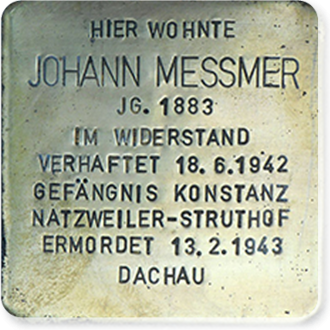 HIER WOHNTE
JOHANN MESSMER
JG. 1883
IM WIDERSTAND
VERHAFTET 18.6.1942
GEFÄNGNIS KONSTANZ
NATZWEILER-STRUTHOF
ERMORDET 13.2.1943
DACHAU